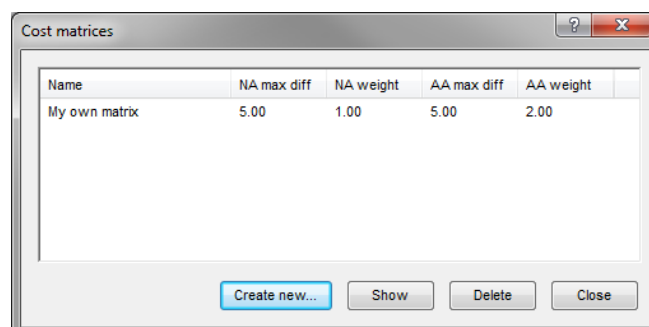 Cost matrices
?
X
Name NA max diff NA weight AA max diff AA weight
My own matrix 5.00 1.00 5.00 2.00
Create new... Show Delete Close